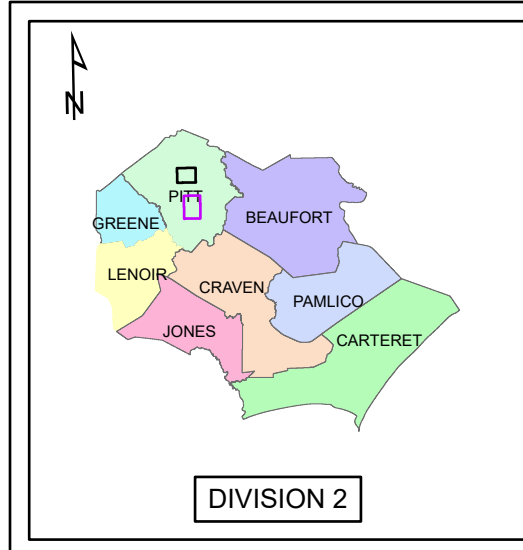 N
PITT
GREENE
BEAUFORT
LENOIR
CRAVEN
PAMLICO
JONES
CARTERET
DIVISION 2